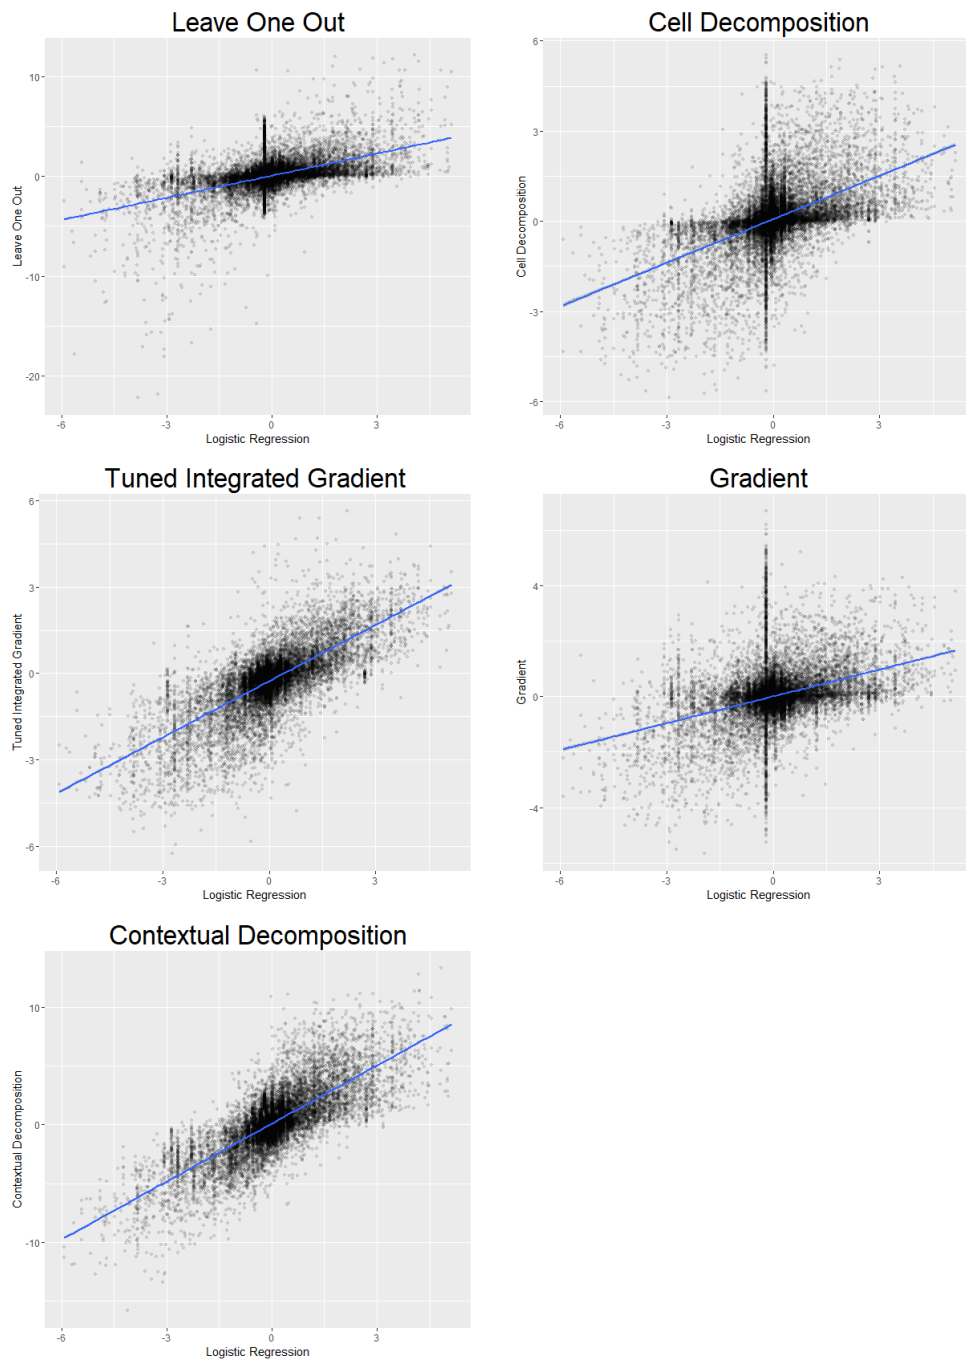 Leave One Out
10
0
-10
-20
Leave One Out
-6
-3
0
3
Logistic Regression
Cell Decomposition
6
3
0
-3
-6
Cell Decomposition
-6
-3
0
3
Logistic Regression
Tuned Integrated Gradient
6
3
0
-3
-6
Tuned Integrated Gradient
-6
-3
0
3
Logistic Regression
Gradient
4
0
-4
Gradient
-6
-3
0
3
Logistic Regression
Contextual Decomposition
10
0
-10
Contextual Decomposition
-6
-3
0
3
Logistic Regression